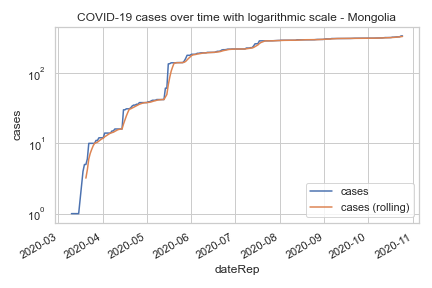 COVID-19 cases over time with logarithmic scale - Mongolia
cases
10²
10¹
10⁰
cases
cases (rolling)
2020-03
2020-04
2020-05
2020-06
2020-07
2020-08
2020-09
2020-10
2020-11
dateRep